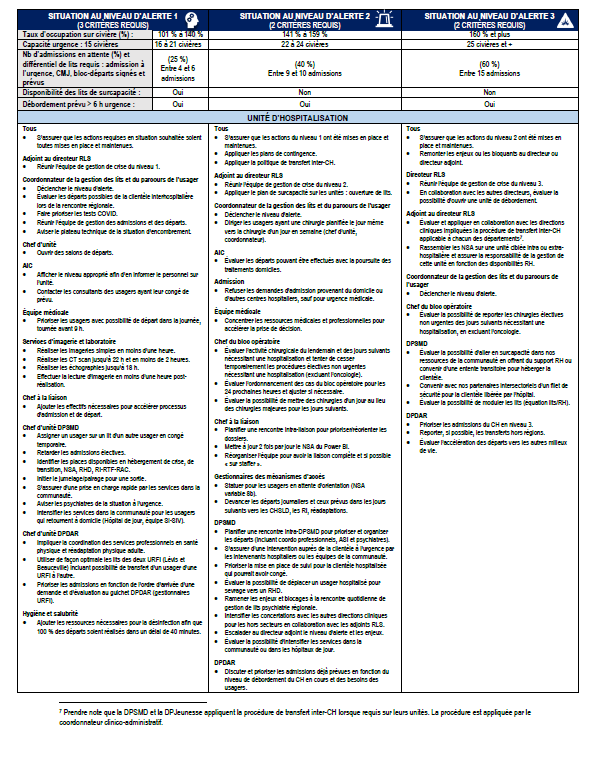 SITUATION AU NIVEAU D'ALERTE 1
(3 CRITÈRES REQUIS)
SITUATION AU NIVEAU D'ALERTE 2
(2 CRITÈRES REQUIS)
SITUATION AU NIVEAU D'ALERTE 3
(2 CRITÈRES REQUIS)
Taux d'occupation sur civière (%) :
101 % à 140 %
141 % à 159 %
160 % et plus
Capacité urgence : 15 civières
16 à 21 civières
22 à 24 civières
25 civières et +
Nb d'admissions en attente (%) et
différentiel de lits requis : admission à
l'urgence, CMJ, bloc-départs signés et
prévus
(25 %)
Entre 4 et 6
admissions
(40 %)
Entre 9 et 10 admissions
(60 %)
Entre 15 admissions
Disponibilité des lits de surcapacité :
Oui
Non
Non
Débordement prévu > 6 h urgence :
Oui
Oui
Oui
UNITÉ D'HOSPITALISATION
Tous
• S'assurer que les actions requises en situation souhaitée soient
toutes mises en place et maintenues.
Adjoint au directeur RLS
• Réunir l'équipe de gestion de crise du niveau 1.
Coordonnateur de la gestion des lits et du parcours de l'usager
• Déclencher le niveau d'alerte.
• Évaluer les départs possibles de la clientèle interhospitalière
lors de la rencontre régionale.
• Faire prioriser les tests COVID.
• Réunir l'équipe de gestion des admissions et des départs.
• Aviser le plateau technique de la situation d'encombrement.
Chef d'unité
• Ouvrir des salons de départs.
AIC
• Afficher le niveau approprié afin d'informer le personnel sur
l'unité.
• Contacter les consultants des usagers ayant leur congé de
prévu.
Équipe médicale
• Prioriser les usagers avec possibilité de départ dans la journée,
tournée avant 9 h.
Services d'imagerie et laboratoire
• Réaliser les imageries simples en moins d'une heure.
• Réaliser les CT scan jusqu'à 22 h et en moins de 2 heures.
• Réaliser les échographies jusqu'à 18 h.
• Effectuer la lecture d'imagerie en moins d'une heure post-
réalisation.
Chef à la liaison
• Ajouter les effectifs nécessaires pour accélérer processus
d'admission et de départ.
Chef d'unité DPSMD
• Assigner un usager sur un lit d'un autre usager en congé
temporaire.
• Retarder les admissions électives.
• Identifier les places disponibles en hébergement de crise, de
transition, NSA, RHD, RI-RTF-RAC.
• Initier le jumelage/pairage pour une sortie.
• S'assurer d'une prise en charge rapide par les services dans la
communauté.
• Aviser les psychiatres de la situation à l'urgence.
• Intensifier les services dans la communauté pour les usagers
qui retournent à domicile (Hôpital de jour, équipe SI-SIV).
Chef d'unité DPDAR
• Impliquer la coordination des services professionnels en santé
physique et réadaptation physique adulte.
• Utiliser de façon optimale les lits des deux URFI (Lévis et
Beauceville) incluant possibilité de transfert d'un usager d'une
URFI à l'autre.
• Prioriser les admissions en fonction de l'ordre d'arrivée d'une
demande et d'évaluation au guichet DPDAR (gestionnaires
URFI).
Hygiène et salubrité
• Ajouter les ressources nécessaires pour la désinfection afin que
100 % des départs soient réalisés dans un délai de 40 minutes.
Tous
• S'assurer que les actions du niveau 1 ont été mises en place et
maintenues.
• Appliquer les plans de contingence.
• Appliquer la politique de transfert inter-CH.
Adjoint au directeur RLS
• Réunir l'équipe de gestion de crise du niveau 2.
• Appliquer le plan de surcapacité sur les unités : ouverture de lits.
Coordonnateur de la gestion des lits et du parcours de l'usager
• Déclencher le niveau d'alerte.
• Diriger les usagers ayant une chirurgie planifiée le jour même
vers la chirurgie d'un jour en semaine (chef d'unité,
coordonnateur).
AIC
• Évaluer les départs pouvant être effectués avec la poursuite des
traitements domiciles.
Admission
• Refuser les demandes d'admission provenant du domicile ou
d'autres centres hospitaliers, sauf pour urgence médicale.
Équipe médicale
• Concentrer les ressources médicales et professionnelles pour
accélérer la prise de décision.
Chef du bloc opératoire
• Évaluer l'activité chirurgicale du lendemain et des jours suivants
nécessitant une hospitalisation et tenter de cesser
temporairement les procédures électives non urgentes
nécessitant une hospitalisation (excluant l'oncologie).
• Évaluer l'ordonnancement des cas du bloc opératoire pour les
24 prochaines heures et ajuster si nécessaire.
• Évaluer la possibilité de mettre des chirurgies d'un jour au lieu
des chirurgies majeures pour les jours suivants.
Chef à la liaison
• Planifier une rencontre intra-liaison pour prioriser/réorienter les
dossiers.
• Mettre à jour 2 fois par jour le NSA du Power BI.
• Réorganiser l'équipe pour avoir la liaison complète et si possible
« sur staffer ».
Gestionnaires des mécanismes d'accès
• Statuer pour les usagers en attente d'orientation (NSA
variable 8b).
• Devancer les départs journaliers et ceux prévus dans les jours
suivants vers les CHSLD, les RI, réadaptations.
DPSMD
• Planifier une rencontre intra-DPSMD pour prioriser et organiser
les départs (incluant coordo professionnels, ASI et psychiatres).
• S'assurer d'une intervention auprès de la clientèle à l'urgence par
les intervenants hospitaliers ou les équipes de la communauté.
• Prioriser la mise en place de suivi pour la clientèle hospitalisée
qui pourrait avoir congé.
• Évaluer la possibilité de déplacer un usager hospitalisé pour
sevrage vers un RHD.
• Ramener les enjeux et blocages à la rencontre quotidienne de
gestion de lits psychiatrie régionale.
• Intensifier les concertations avec les autres directions cliniques
pour les hors secteurs en collaboration avec les adjoints RLS.
• Escalader au directeur adjoint le niveau d'alerte et les enjeux.
• Évaluer la possibilité d'intensifier les services dans la
communauté ou dans les hôpitaux de jour.
DPDAR
• Discuter et prioriser les admissions déjà prévues en fonction du
niveau de débordement du CH en cours et des besoins des
usagers.
Tous
• S'assurer que les actions du niveau 2 ont été mises en place
et maintenues.
• Remonter les enjeux ou les bloquants au directeur ou
directeur adjoint.
Directeur RLS
• Réunir l'équipe de gestion de crise du niveau 3.
• En collaboration avec les autres directeurs, évaluer la
possibilité d'ouvrir une unité de débordement.
Adjoint au directeur RLS
• Évaluer et appliquer en collaboration avec les directions
cliniques impliquées la procédure de transfert inter-CH
applicable à chacun des départements⁷.
• Rassembler les NSA sur une unité ciblée intra ou extra-
hospitalière et assurer la responsabilité de la gestion de
cette unité en fonction des disponibilités RH.
Coordonnateur de la gestion des lits et du parcours de
l'usager
• Déclencher le niveau d'alerte.
Chef du bloc opératoire
• Évaluer la possibilité de reporter les chirurgies électives
non urgentes des jours suivants nécessitant une
hospitalisation, en excluant l'oncologie.
DPSMD
• Évaluer la possibilité d'aller en surcapacité dans nos
ressources de la communauté en offrant du support RH ou
convenir d'une entente transitoire pour héberger la
clientèle.
• Convenir avec nos partenaires intersectoriels d'un filet de
sécurité pour la clientèle libérée par l'hôpital.
• Évaluer la possibilité de moduler les lits (équation lits/RH).
DPDAR
• Prioriser les admissions du CH en niveau 3.
• Reporter, si possible, les transferts hors régions.
• Évaluer l'accélération des départs vers les autres milieux
de vie.
⁷ Prendre note que la DPSMD et la DPJeunesse appliquent la procédure de transfert inter-CH lorsque requis sur leurs unités. La procédure est appliquée par le
coordonnateur clinico-administratif.